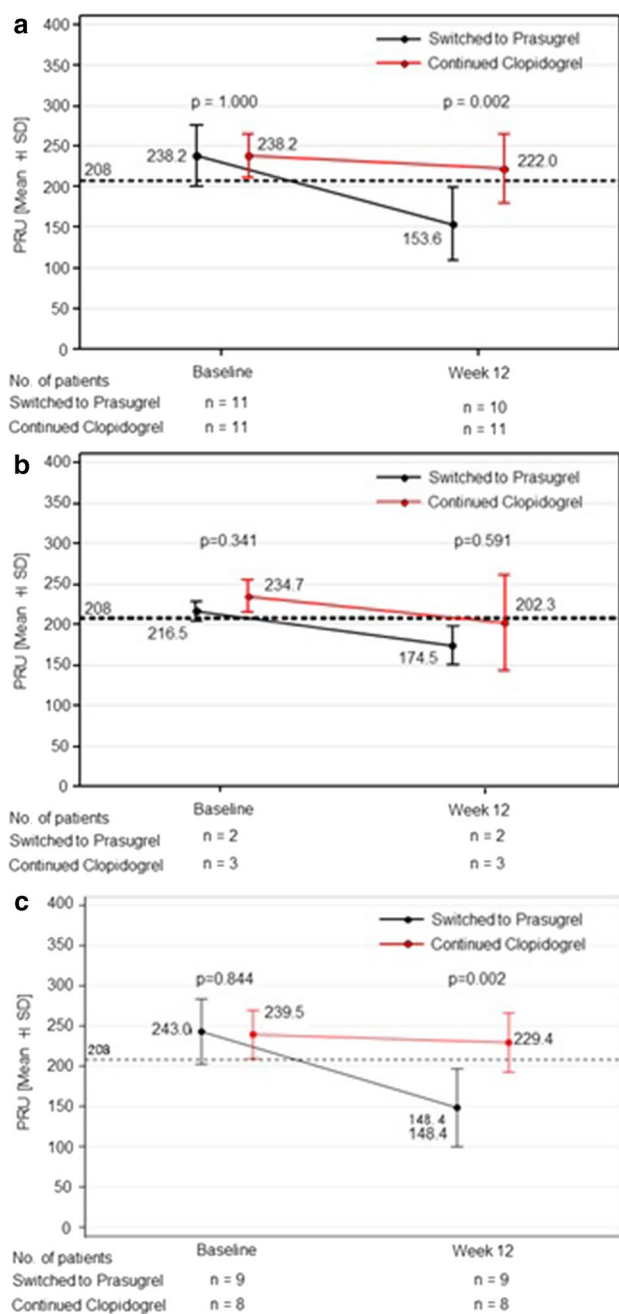 a
400
350
300
250
200
150
100
50
0
PRU [Mean +l SD]
Switched to Prasugrel
Continued Clopidogrel
p = 1.000
p = 0.002
238.2
238.2
222.0
208
153.6
Baseline
Week 12
No. of patients
Switched to Prasugrel
n = 11
n = 10
Continued Clopidogrel
n = 11
n = 11
b
400
350
300
250
200
150
100
50
0
PRU [Mean +l SD]
Switched to Prasugrel
Continued Clopidogrel
p=0.341
p=0.591
234.7
208
202.3
216.5
174.5
Baseline
Week 12
No. of patients
Switched to Prasugrel
n = 2
n = 2
Continued Clopidogrel
n = 3
n = 3
c
400
350
300
250
200
150
100
50
0
PRU [Mean +l SD]
Switched to Prasugrel
Continued Clopidogrel
p=0.844
p=0.002
243.0
239.5
229.4
208
148.4
148.4
Baseline
Week 12
No. of patients
Switched to Prasugrel
n = 9
n = 9
Continued Clopidogrel
n = 8
n = 8